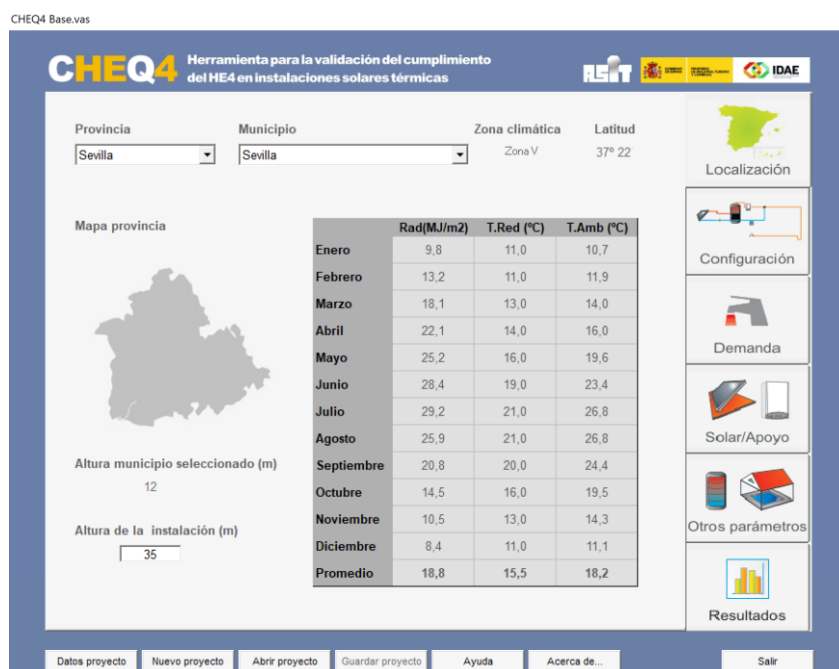 CHEQ4 Base.vas
CHEQ4
Herramienta para la validación del cumplimiento
del HE4 en instalaciones solares térmicas
ASIT
IDAE
Provincia Municipio Zona climática Latitud
Sevilla Sevilla Zona V 37º 22'
Localización
Mapa provincia
Rad(MJ/m2) T.Red (ºC) T.Amb (ºC)
Enero 9,8 11,0 10,7
Febrero 13,2 11,0 11,9
Marzo 18,1 13,0 14,0
Abril 22,1 14,0 16,0
Mayo 25,2 16,0 19,6
Junio 28,4 19,0 23,4
Julio 29,2 21,0 26,8
Agosto 25,9 21,0 26,8
Septiembre 20,8 20,0 24,4
Octubre 14,5 16,0 19,5
Noviembre 10,5 13,0 14,3
Diciembre 8,4 11,0 11,1
Promedio 18,8 15,5 18,2
Altura municipio seleccionado (m)
12
Altura de la instalación (m)
35
Configuración
Demanda
Solar/Apoyo
Otros parámetros
Resultados
Datos proyecto Nuevo proyecto Abrir proyecto Guardar proyecto Ayuda Acerca de... Salir